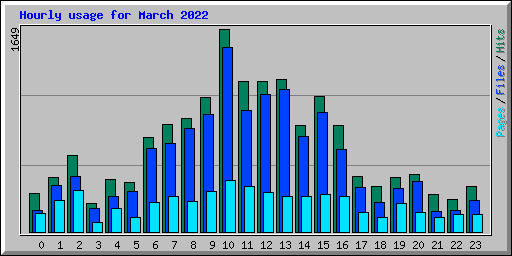 Hourly usage for March 2022
1649
Pages/Files/Hits
0 1 2 3 4 5 6 7 8 9 10 11 12 13 14 15 16 17 18 19 20 21 22 23